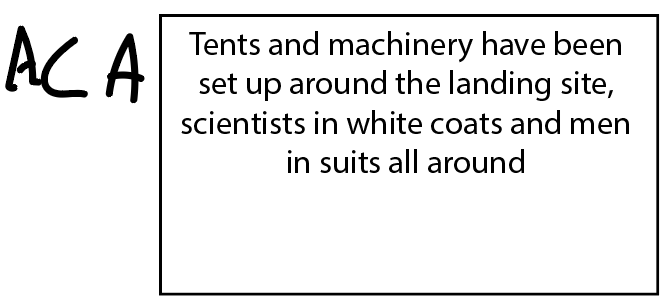 ACA
Tents and machinery have been
set up around the landing site,
scientists in white coats and men
in suits all around